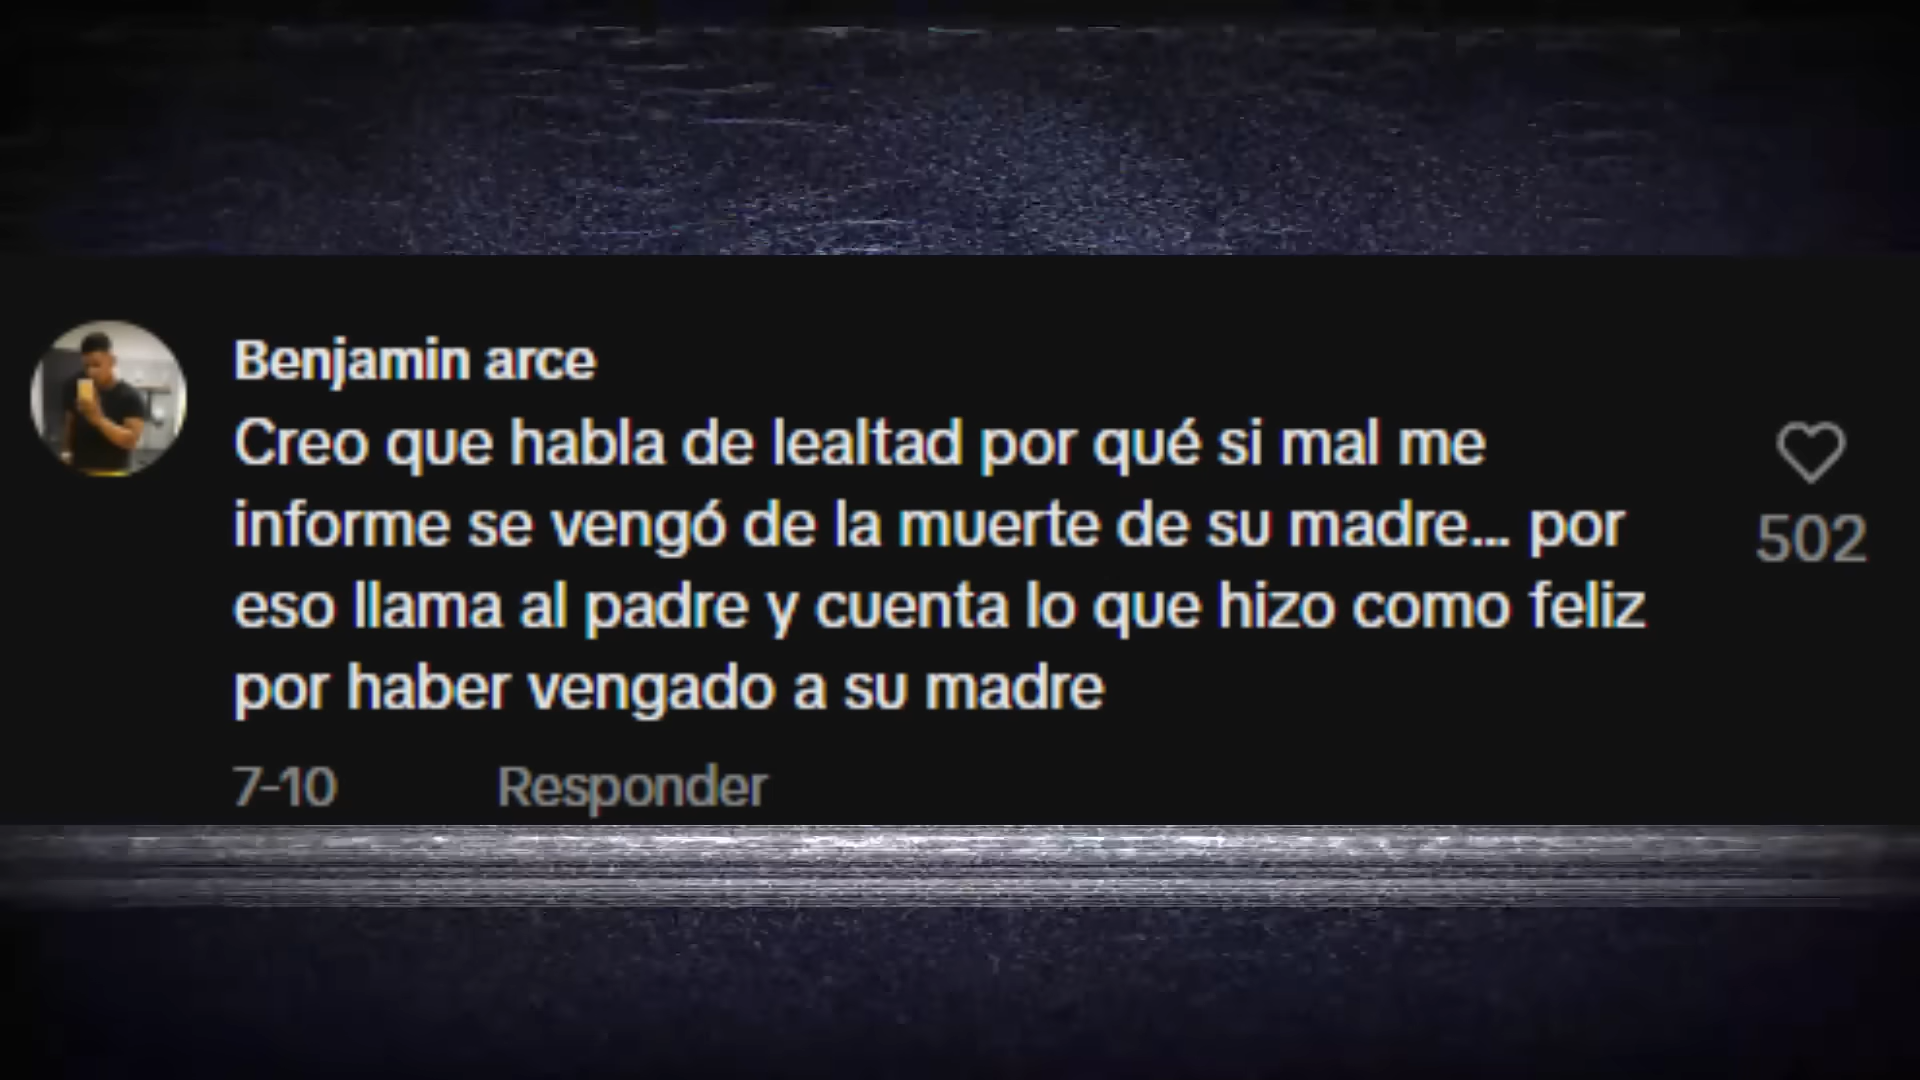 Benjamin arce
Creo que habla de lealtad por qué si mal me
informe se vengó de la muerte de su madre... por
eso llama al padre y cuenta lo que hizo como feliz
por haber vengado a su madre
502
7-10 Responder